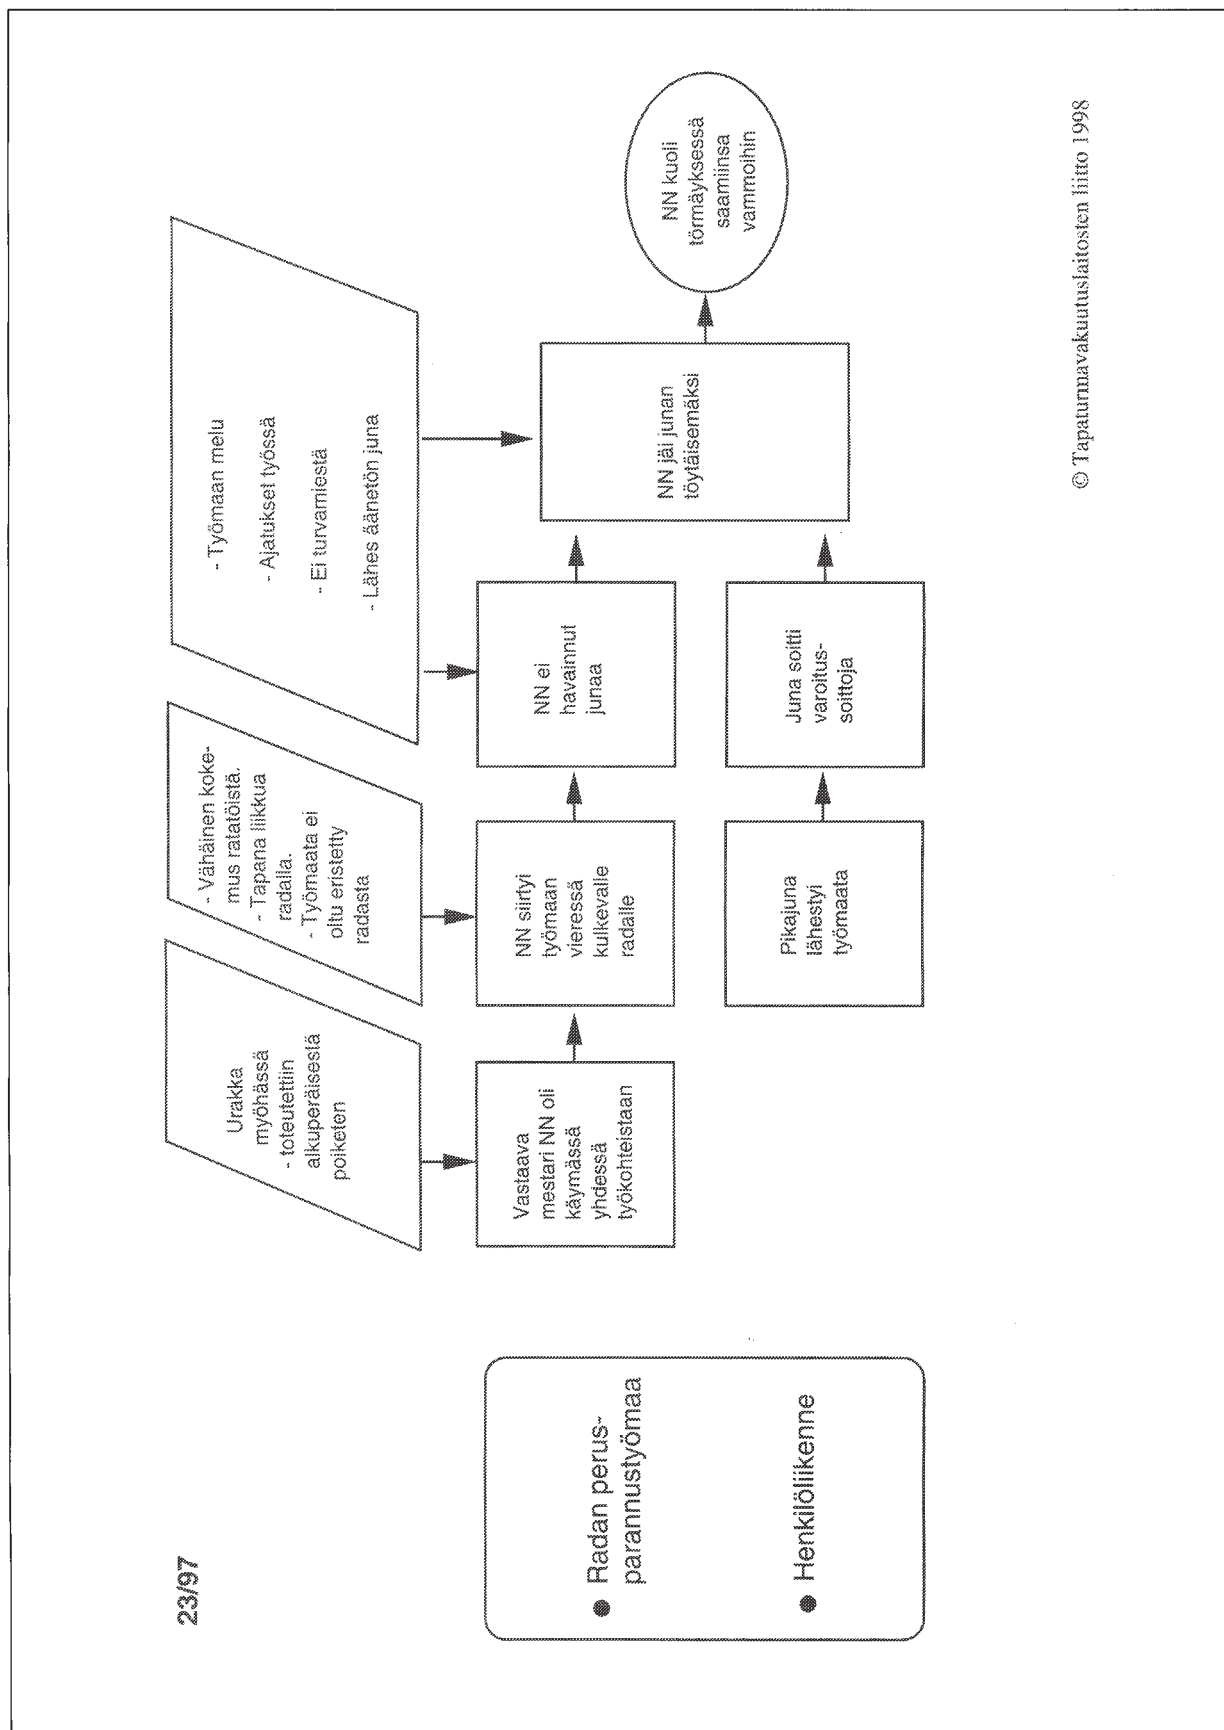 23/97
● Radan perus-
parannustyömaa
● Henkilöliikenne
Urakka
myöhässä
- toteutettiin
alkuperäisestä
poiketen
- Vähäinen koke-
mus ratatöistä.
- Tapana liikkua
radalla.
- Työmaata ei
oltu eristetty
radasta
- Työmaan melu
- Ajatukset työssä
- Ei turvamiestä
- Lähes äänetön juna
Vastaava
mestari NN oli
käymässä
yhdessä
työkohteistaan
NN siirtyi
työmaan
vieressä
kulkevalle
radalle
NN ei
havainnut
junaa
NN jäi junan
töytäisemäksi
NN kuoli
törmäyksessä
saamiinsa
vammoihin
Pikajuna
lähestyi
työmaata
Juna soitti
varoitus-
soittoja
© Tapaturmavakuutuslaitosten liitto 1998